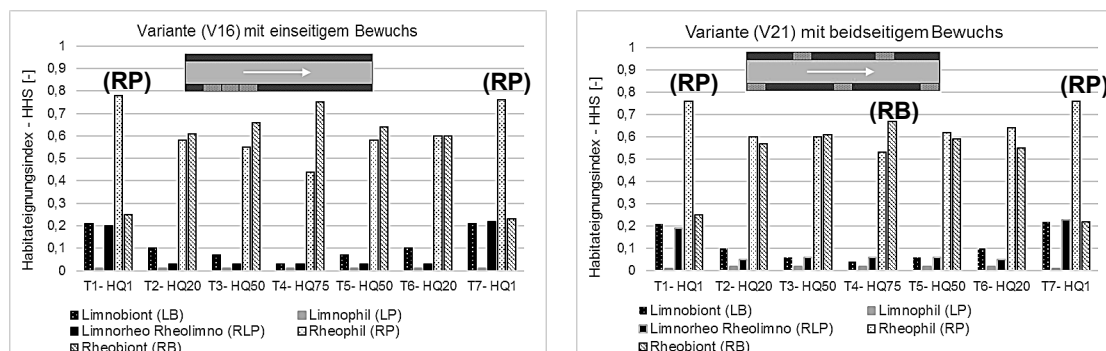 Variante (V16) mit einseitigem Bewuchs
Habitateignungsindex - HHS [-]
1
0,9
0,8
0,7
0,6
0,5
0,4
0,3
0,2
0,1
0
(RP)
(RP)
T1- HQ1 T2- HQ20 T3- HQ50 T4- HQ75 T5- HQ50 T6- HQ20 T7- HQ1
Limnobiont (LB) Limnophil (LP)
Limnorheo Rheolimno (RLP) Rheophil (RP)
Rheobiont (RB)
Variante (V21) mit beidseitigem Bewuchs
Habitateignungsindex - HHS [-]
1
0,9
0,8
0,7
0,6
0,5
0,4
0,3
0,2
0,1
0
(RP)
(RB)
(RP)
T1- HQ1 T2- HQ20 T3- HQ50 T4- HQ75 T5- HQ50 T6- HQ20 T7- HQ1
Limnobiont (LB) Limnophil (LP)
Limnorheo Rheolimno (RLP) Rheophil (RP)
Rheobiont (RB)